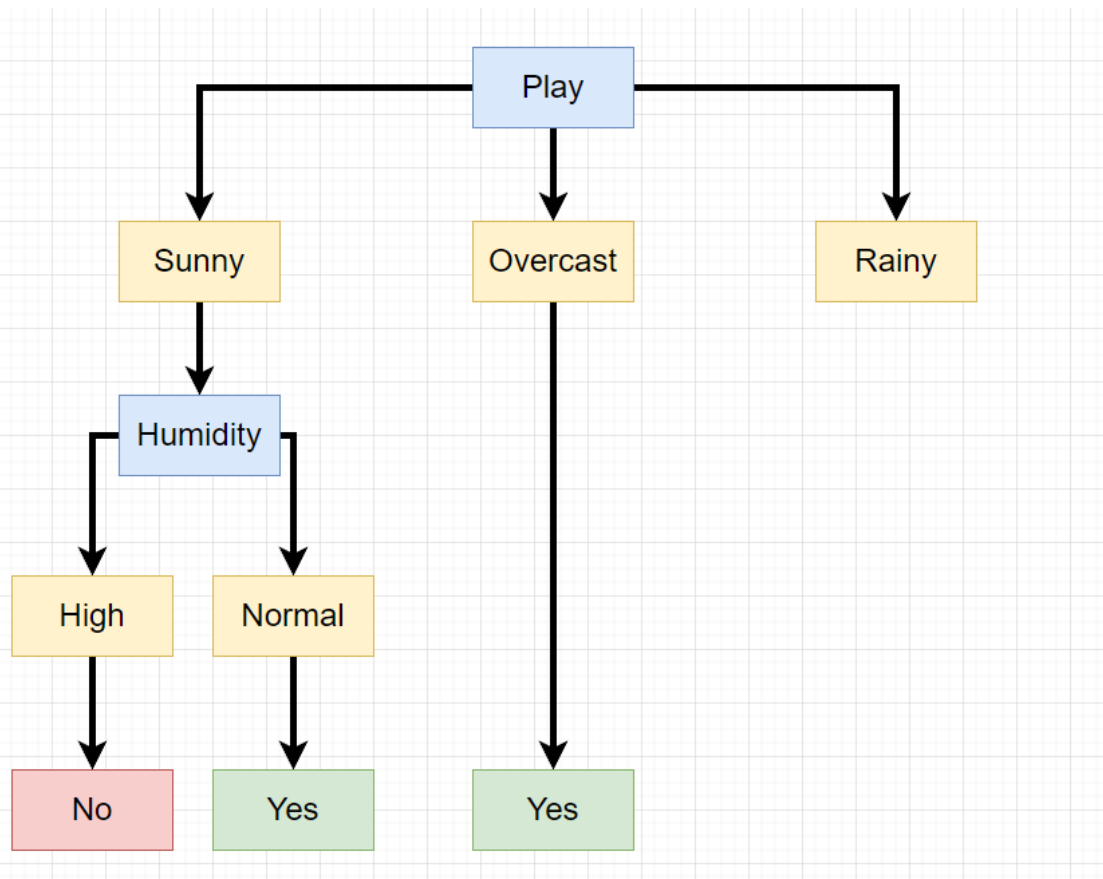 Play
Sunny
Overcast
Rainy
Humidity
High
Normal
No
Yes
Yes